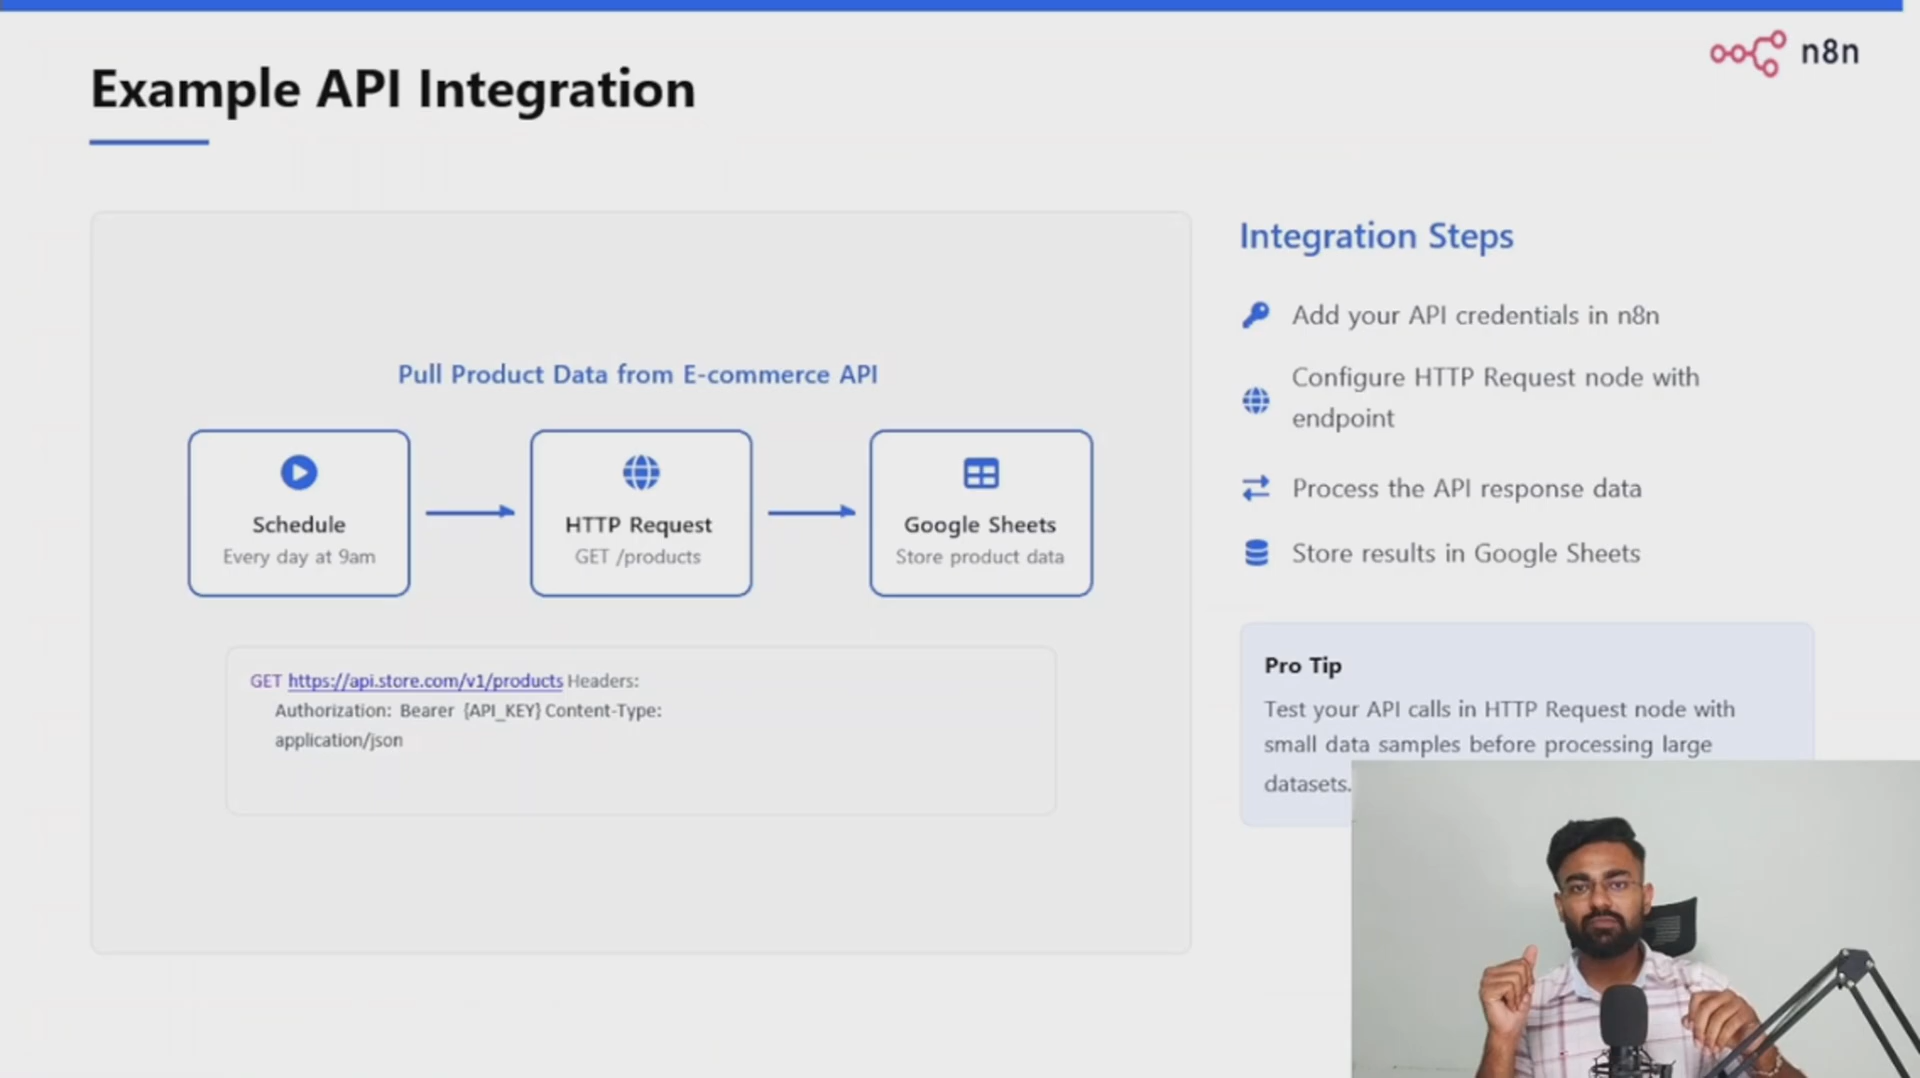 n8n
Example API Integration
Pull Product Data from E-commerce API
Schedule
Every day at 9am
HTTP Request
GET /products
Google Sheets
Store product data
GET https://api.store.com/v1/products Headers:
Authorization: Bearer {API_KEY} Content-Type:
application/json
Integration Steps
Add your API credentials in n8n
Configure HTTP Request node with
endpoint
Process the API response data
Store results in Google Sheets
Pro Tip
Test your API calls in HTTP Request node with
small data samples before processing large
datasets.